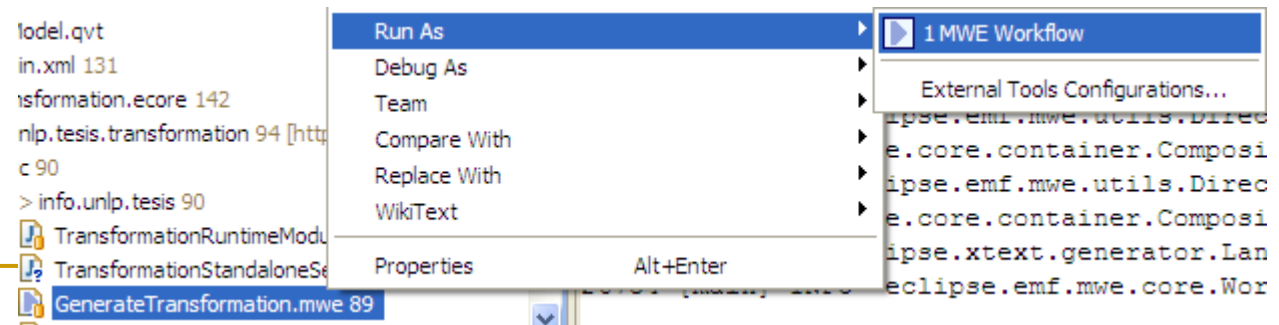 lodel.qvt
in.xml 131
nsformation.ecore 142
nlp.tesis.transformation 94 [http
c 90
> info.unlp.tesis 90
TransformationRuntimeModu
TransformationStandaloneSe
GenerateTransformation.mwe 89
Run As
Debug As
Team
Compare With
Replace With
WikiText
Properties Alt+Enter
1 MWE Workflow
External Tools Configurations...
ipse.emf.mwe.utils.Direc
e.core.container.Composi
ipse.emf.mwe.utils.Direc
e.core.container.Composi
ipse.xtext.generator.Lan
eclipse.emf.mwe.core.Wor